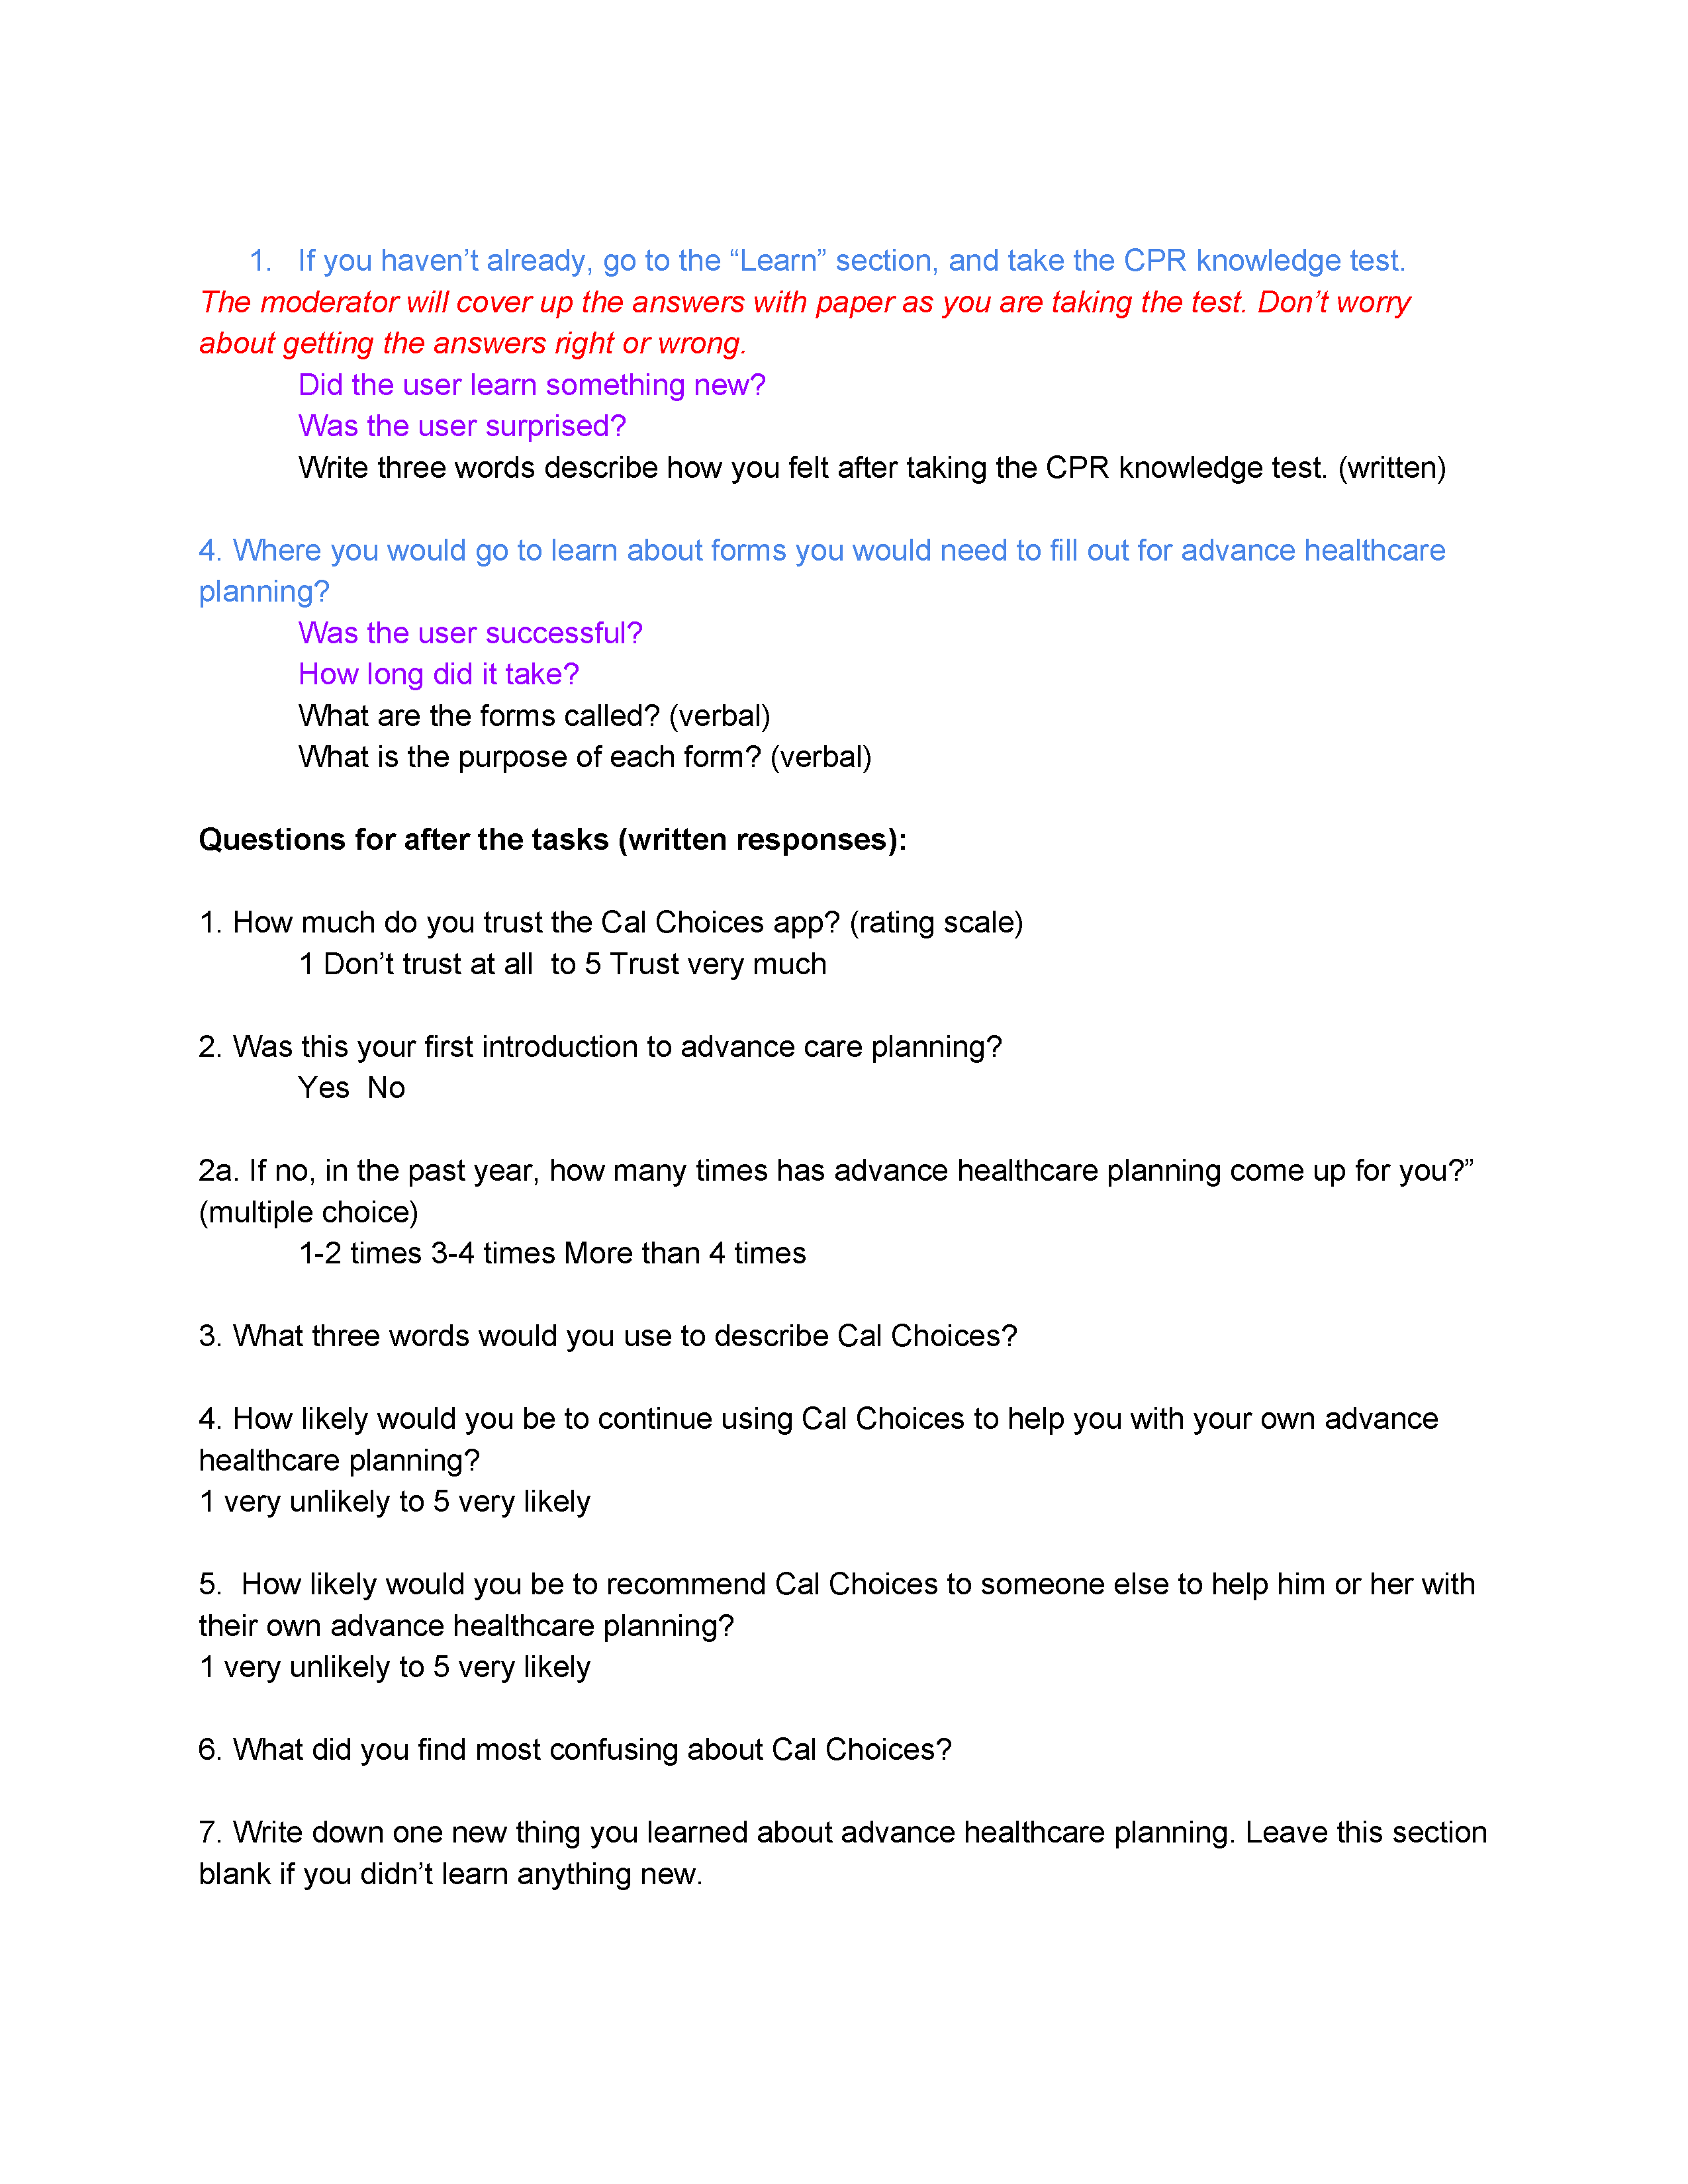 1. If you haven’t already, go to the “Learn” section, and take the CPR knowledge test.
The moderator will cover up the answers with paper as you are taking the test. Don’t worry
about getting the answers right or wrong.
Did the user learn something new?
Was the user surprised?
Write three words describe how you felt after taking the CPR knowledge test. (written)
4. Where you would go to learn about forms you would need to fill out for advance healthcare
planning?
Was the user successful?
How long did it take?
What are the forms called? (verbal)
What is the purpose of each form? (verbal)
Questions for after the tasks (written responses):
1. How much do you trust the Cal Choices app? (rating scale)
1 Don’t trust at all  to 5 Trust very much
2. Was this your first introduction to advance care planning?
Yes  No
2a. If no, in the past year, how many times has advance healthcare planning come up for you?”
(multiple choice)
1-2 times 3-4 times More than 4 times
3. What three words would you use to describe Cal Choices?
4. How likely would you be to continue using Cal Choices to help you with your own advance
healthcare planning?
1 very unlikely to 5 very likely
5.  How likely would you be to recommend Cal Choices to someone else to help him or her with
their own advance healthcare planning?
1 very unlikely to 5 very likely
6. What did you find most confusing about Cal Choices?
7. Write down one new thing you learned about advance healthcare planning. Leave this section
blank if you didn’t learn anything new.